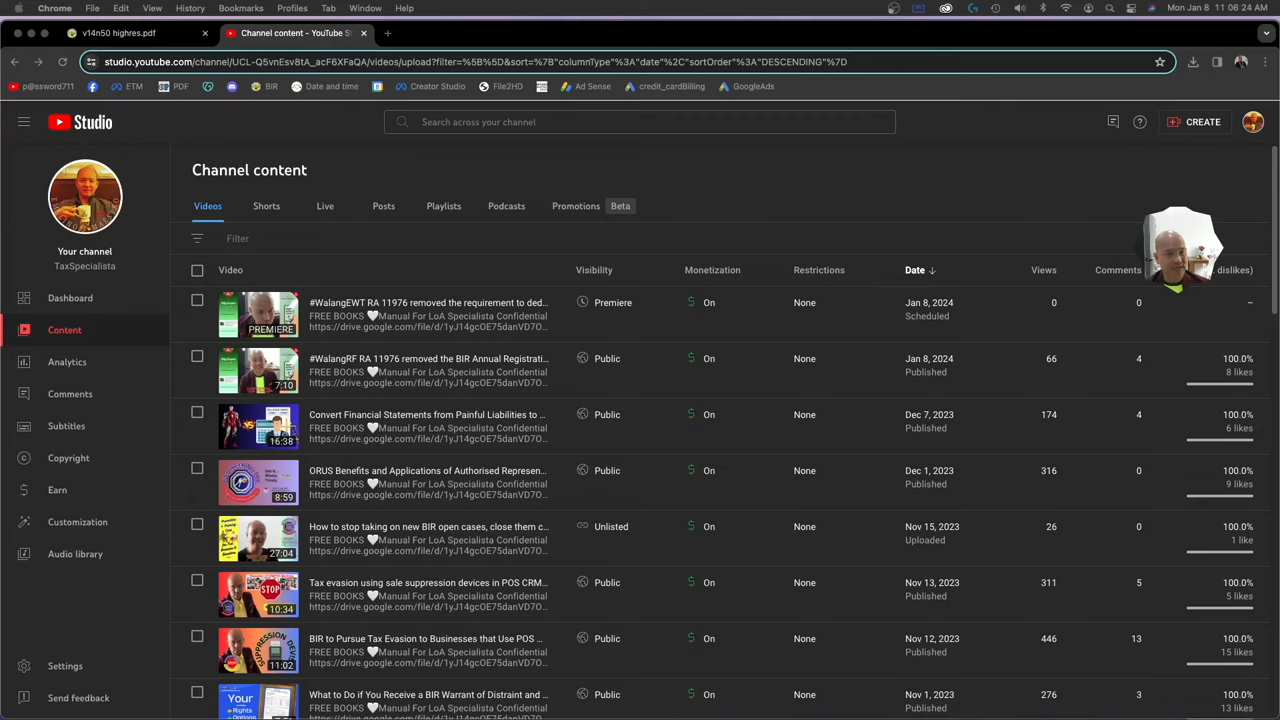 Chrome File Edit View History Bookmarks Profiles Tab Window Help Mon Jan 8 11:06:24 AM
v14n50 highres.pdf
Channel content - YouTube S
studio.youtube.com/channel/UCL-Q5vnEsv8tA_acF6XFaQA/videos/upload?filter=%5B%5D&sort=%7B"columnType"%3A"date"%2C"sortOrder"%3A"DESCENDING"%7D
p@ssword711 ETM PDF BiR Date and time Creator Studio File2HD Ad Sense credit_cardBilling GoogleAds
Studio
Search across your channel
CREATE
Your channel
TaxSpecialista
Dashboard
Content
Analytics
Comments
Subtitles
Copyright
Earn
Customization
Audio library
Settings
Send feedback
Channel content
Videos Shorts Live Posts Playlists Podcasts Promotions Beta
Filter
Video Visibility Monetization Restrictions Date ↓ Views Comments dislikes)
#WalangEWT RA 11976 removed the requirement to ded... Premiere On None Jan 8, 2024 0 0 –
FREE BOOKS 🤍Manual For LoA Specialista Confidential Scheduled
https://drive.google.com/file/d/1yJ14gcOE75danVD7O...
PREMIERE
#WalangRF RA 11976 removed the BIR Annual Registrati... Public On None Jan 8, 2024 66 4 100.0%
FREE BOOKS 🤍Manual For LoA Specialista Confidential Published 8 likes
https://drive.google.com/file/d/1yJ14gcOE75danVD7O...
7:10
Convert Financial Statements from Painful Liabilities to ... Public On None Dec 7, 2023 174 4 100.0%
FREE BOOKS 🤍Manual For LoA Specialista Confidential Published 6 likes
https://drive.google.com/file/d/1yJ14gcOE75danVD7O...
16:38
ORUS Benefits and Applications of Authorised Represen... Public On None Dec 1, 2023 316 0 100.0%
FREE BOOKS 🤍Manual For LoA Specialista Confidential Published 9 likes
https://drive.google.com/file/d/1yJ14gcOE75danVD7O...
8:59
How to stop taking on new BIR open cases, close them c... Unlisted On None Nov 15, 2023 26 0 100.0%
FREE BOOKS 🤍Manual For LoA Specialista Confidential Uploaded 1 like
https://drive.google.com/file/d/1yJ14gcOE75danVD7O...
27:04
Tax evasion using sale suppression devices in POS CRM... Public On None Nov 13, 2023 311 5 100.0%
FREE BOOKS 🤍Manual For LoA Specialista Confidential Published 5 likes
https://drive.google.com/file/d/1yJ14gcOE75danVD7O...
STOP
10:34
BIR to Pursue Tax Evasion to Businesses that Use POS ... Public On None Nov 12, 2023 446 13 100.0%
FREE BOOKS 🤍Manual For LoA Specialista Confidential Published 15 likes
https://drive.google.com/file/d/1yJ14gcOE75danVD7O...
11:02
What to Do if You Receive a BIR Warrant of Distraint and ... Public On None Nov 1, 2023 276 3 100.0%
FREE BOOKS 🤍Manual For LoA Specialista Confidential Published 13 likes
Your
Rights